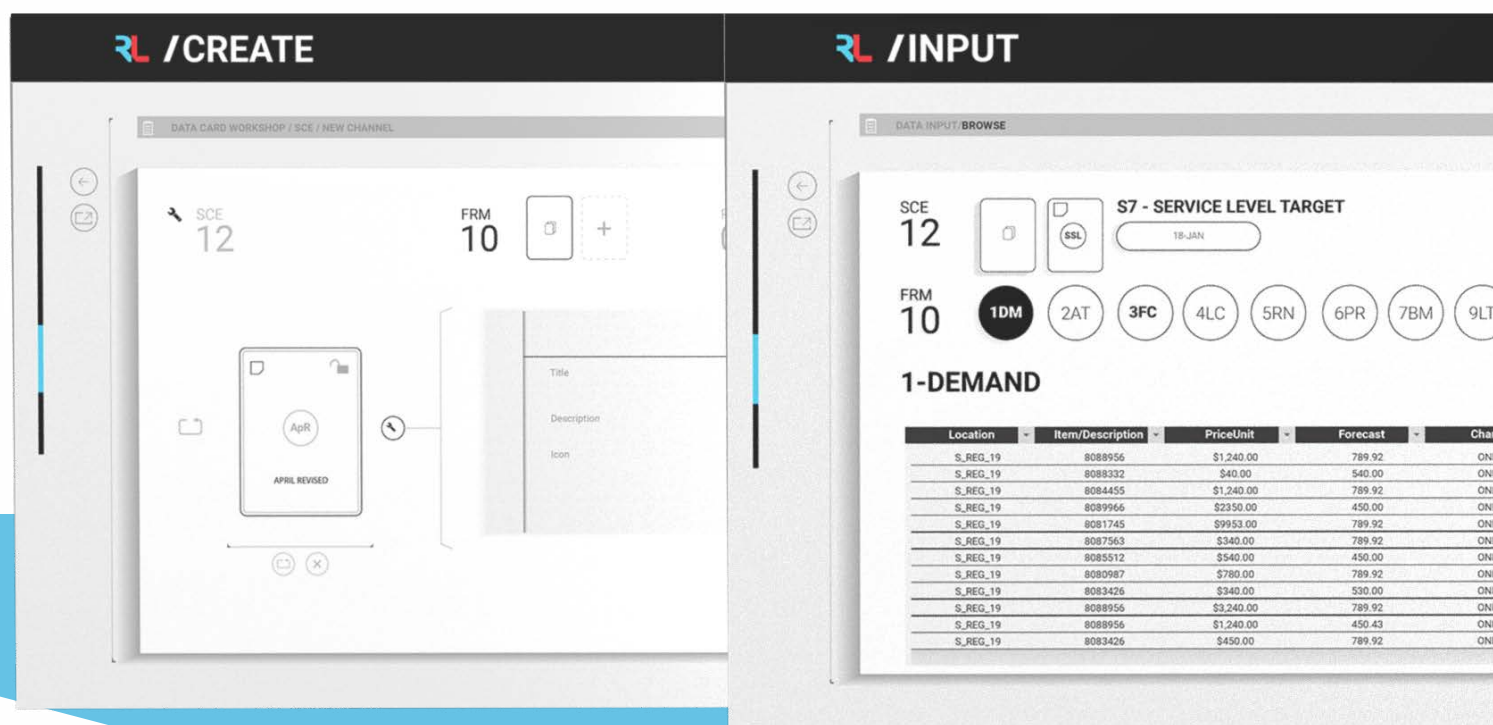 RL /CREATE
DATA CARD WORKSHOP / SCE / NEW CHANNEL
SCE
12
FRM
10
+
ApR
APRIL REVISED
Title
Description
Icon
RL /INPUT
DATA INPUT/BROWSE
SCE
12
SSL
S7 - SERVICE LEVEL TARGET
18-JAN
FRM
10
1DM 2AT 3FC 4LC 5RN 6PR 7BM 9LT
1-DEMAND
Location Item/Description PriceUnit Forecast
S_REG_19 8088956 $1,240.00 789.92
S_REG_19 8088332 $40.00 540.00
S_REG_19 8084455 $1,240.00 789.92
S_REG_19 8089966 $2350.00 450.00
S_REG_19 8081745 $9953.00 789.92
S_REG_19 8087563 $340.00 789.92
S_REG_19 8085512 $540.00 450.00
S_REG_19 8080987 $780.00 789.92
S_REG_19 8083426 $340.00 530.00
S_REG_19 8088956 $3,240.00 789.92
S_REG_19 8088956 $1,240.00 450.43
S_REG_19 8083426 $450.00 789.92